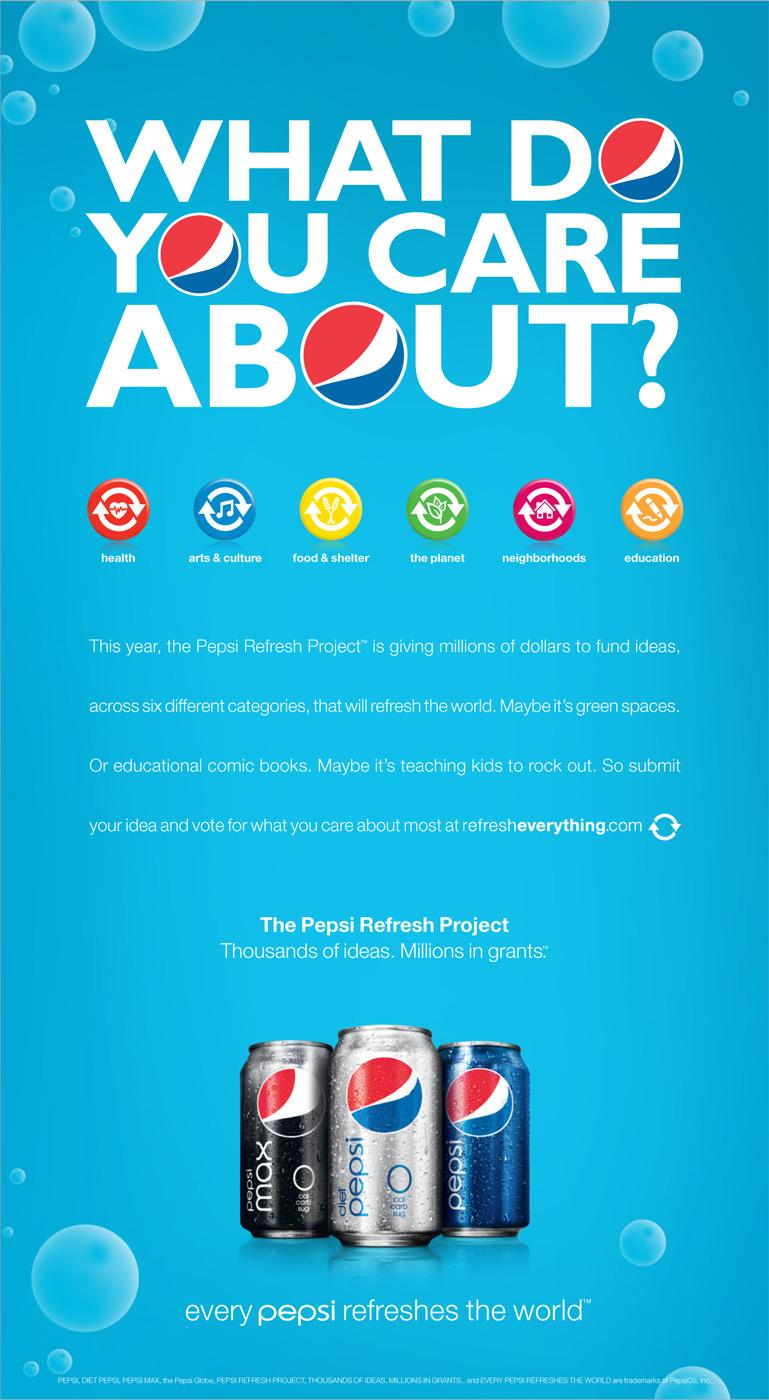 WHAT DO
YOU CARE
ABOUT?
health arts & culture food & shelter the planet neighborhoods education
This year, the Pepsi Refresh Project™ is giving millions of dollars to fund ideas,
across six different categories, that will refresh the world. Maybe it's green spaces.
Or educational comic books. Maybe it's teaching kids to rock out. So submit
your idea and vote for what you care about most at refresheverything.com
The Pepsi Refresh Project
Thousands of ideas. Millions in grants.™
pepsi max
0
cal
carb
sug
diet pepsi
0
cal
carb
sug
pepsi
every pepsi refreshes the world™
PEPSI, DIET PEPSI, PEPSI MAX, the Pepsi Globe, PEPSI REFRESH PROJECT, THOUSANDS OF IDEAS. MILLIONS IN GRANTS., and EVERY PEPSI REFRESHES THE WORLD are trademarks of PepsiCo, Inc.